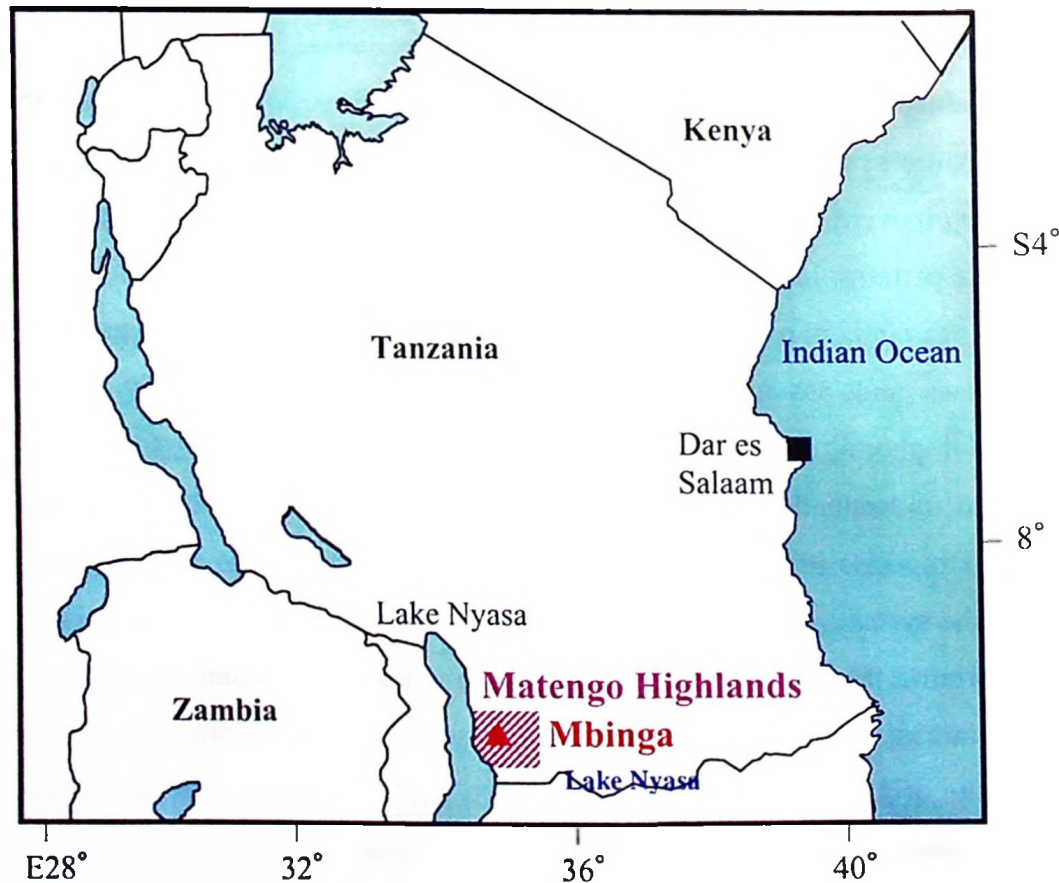 Kenya
S4°
Tanzania
Indian Ocean
Dar es
Salaam
8°
Lake Nyasa
Matengo Highlands
Zambia
Mbinga
Lake Nyasa
E28°
32°
36°
40°